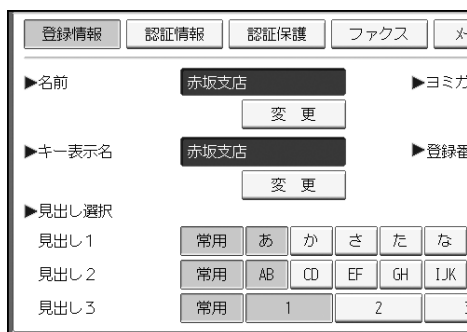 登録情報 認証情報 認証保護 ファクス
▶名前 赤坂支店 ▶ヨミガ
変 更
▶キー表示名 赤坂支店 ▶登録番
変 更
▶見出し選択
見出し1 常用 あ か さ た な
見出し2 常用 AB CD EF GH IJK
見出し3 常用 1 2